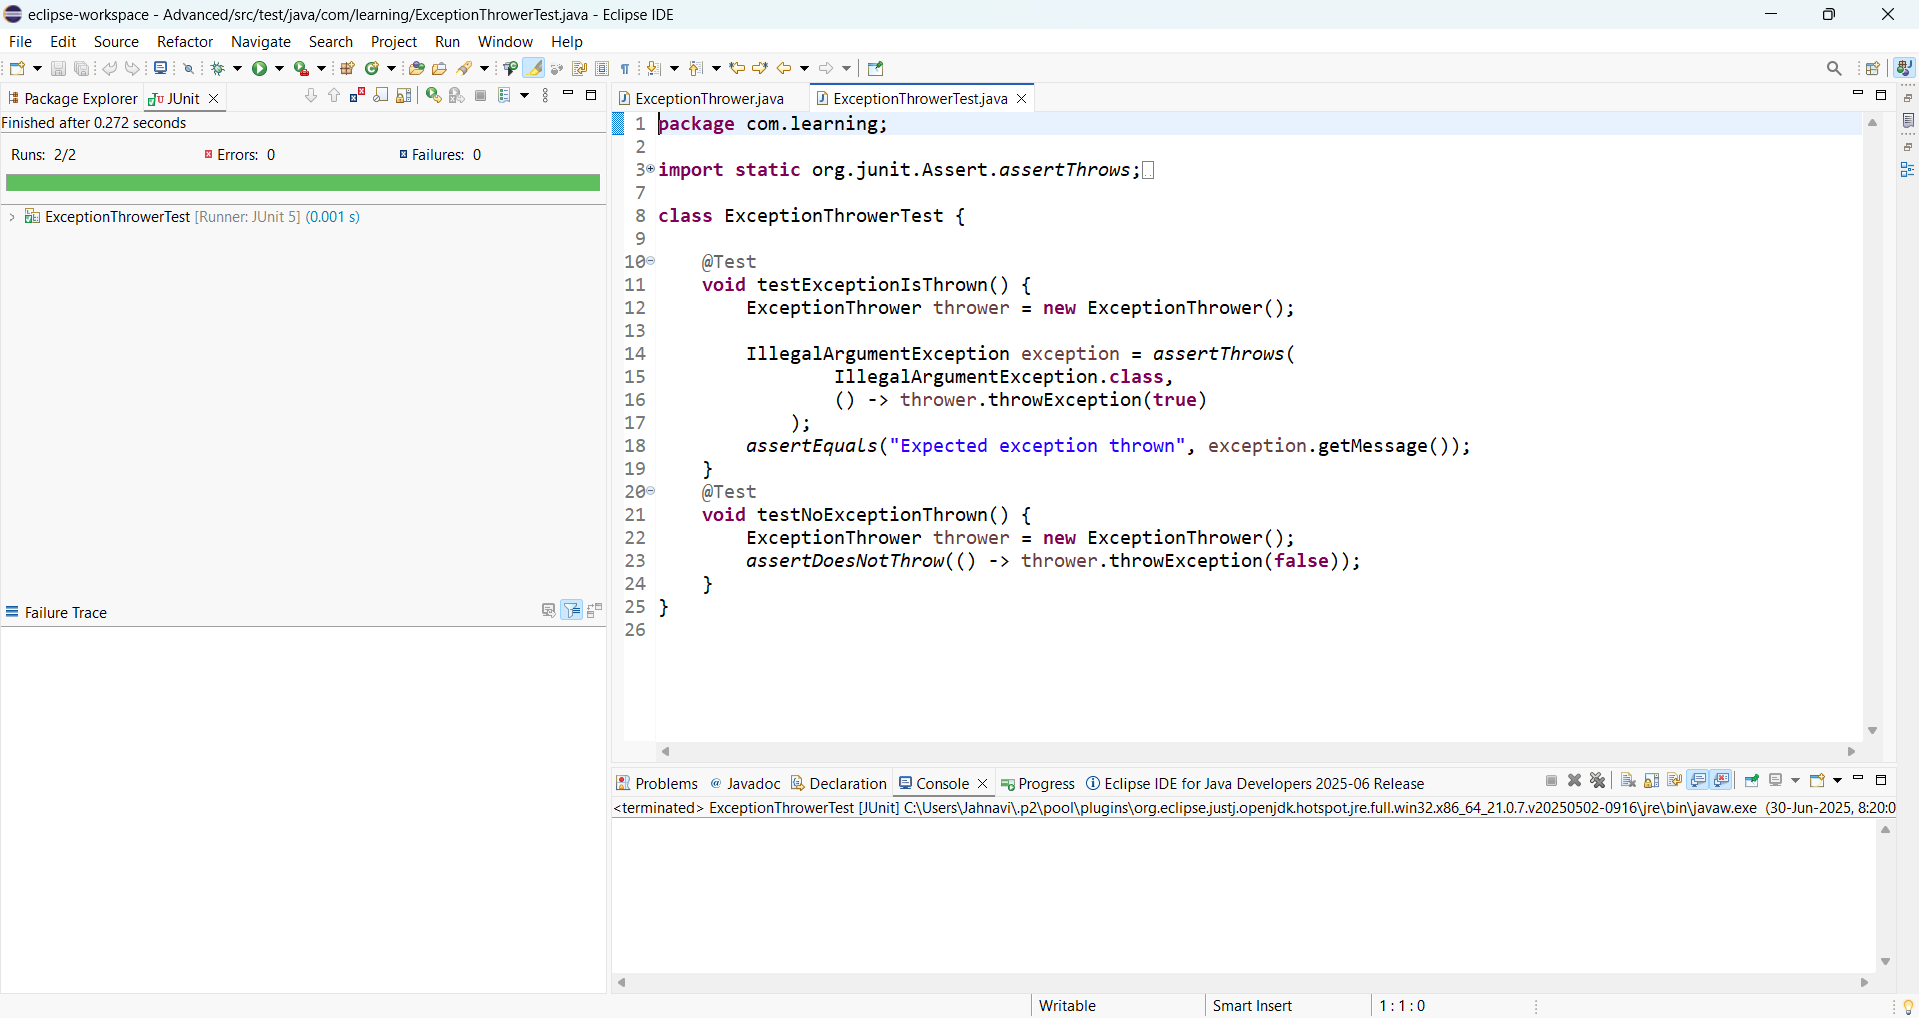 eclipse-workspace - Advanced/src/test/java/com/learning/ExceptionThrowerTest.java - Eclipse IDE
File Edit Source Refactor Navigate Search Project Run Window Help
Package Explorer JUnit
Finished after 0.272 seconds
Runs: 2/2 Errors: 0 Failures: 0
ExceptionThrowerTest [Runner: JUnit 5] (0.001 s)
Failure Trace
ExceptionThrower.java ExceptionThrowerTest.java
1 package com.learning;
2
3 import static org.junit.Assert.assertThrows;
7
8 class ExceptionThrowerTest {
9
10 @Test
11 void testExceptionIsThrown() {
12 ExceptionThrower thrower = new ExceptionThrower();
13
14 IllegalArgumentException exception = assertThrows(
15 IllegalArgumentException.class,
16 () -> thrower.throwException(true)
17 );
18 assertEquals("Expected exception thrown", exception.getMessage());
19 }
20 @Test
21 void testNoExceptionThrown() {
22 ExceptionThrower thrower = new ExceptionThrower();
23 assertDoesNotThrow(() -> thrower.throwException(false));
24 }
25 }
26
Problems @ Javadoc Declaration Console Progress Eclipse IDE for Java Developers 2025-06 Release
<terminated> ExceptionThrowerTest [JUnit] C:\Users\Jahnavi\.p2\pool\plugins\org.eclipse.justj.openjdk.hotspot.jre.full.win32.x86_64_21.0.7.v20250502-0916\jre\bin\javaw.exe (30-Jun-2025, 8:20:0
Writable Smart Insert 1 : 1 : 0